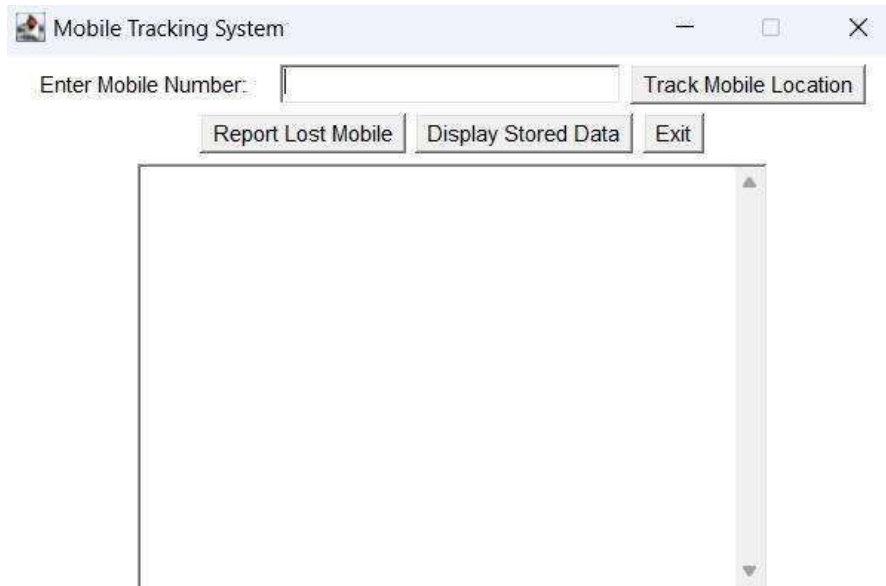 Mobile Tracking System
Enter Mobile Number: Track Mobile Location
Report Lost Mobile Display Stored Data Exit